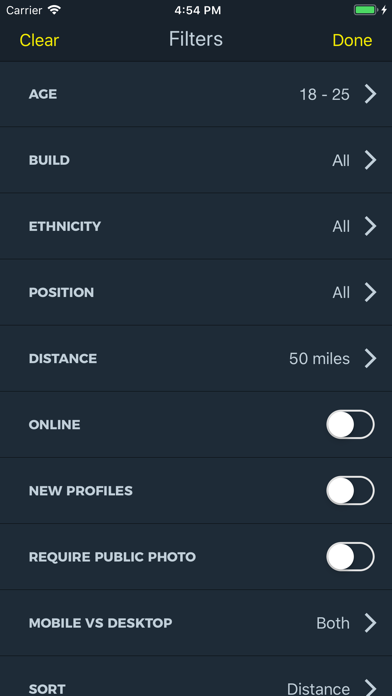 Carrier 4:54 PM
Clear Filters Done
AGE 18 - 25
BUILD All
ETHNICITY All
POSITION All
DISTANCE 50 miles
ONLINE
NEW PROFILES
REQUIRE PUBLIC PHOTO
MOBILE VS DESKTOP Both
SORT Distance